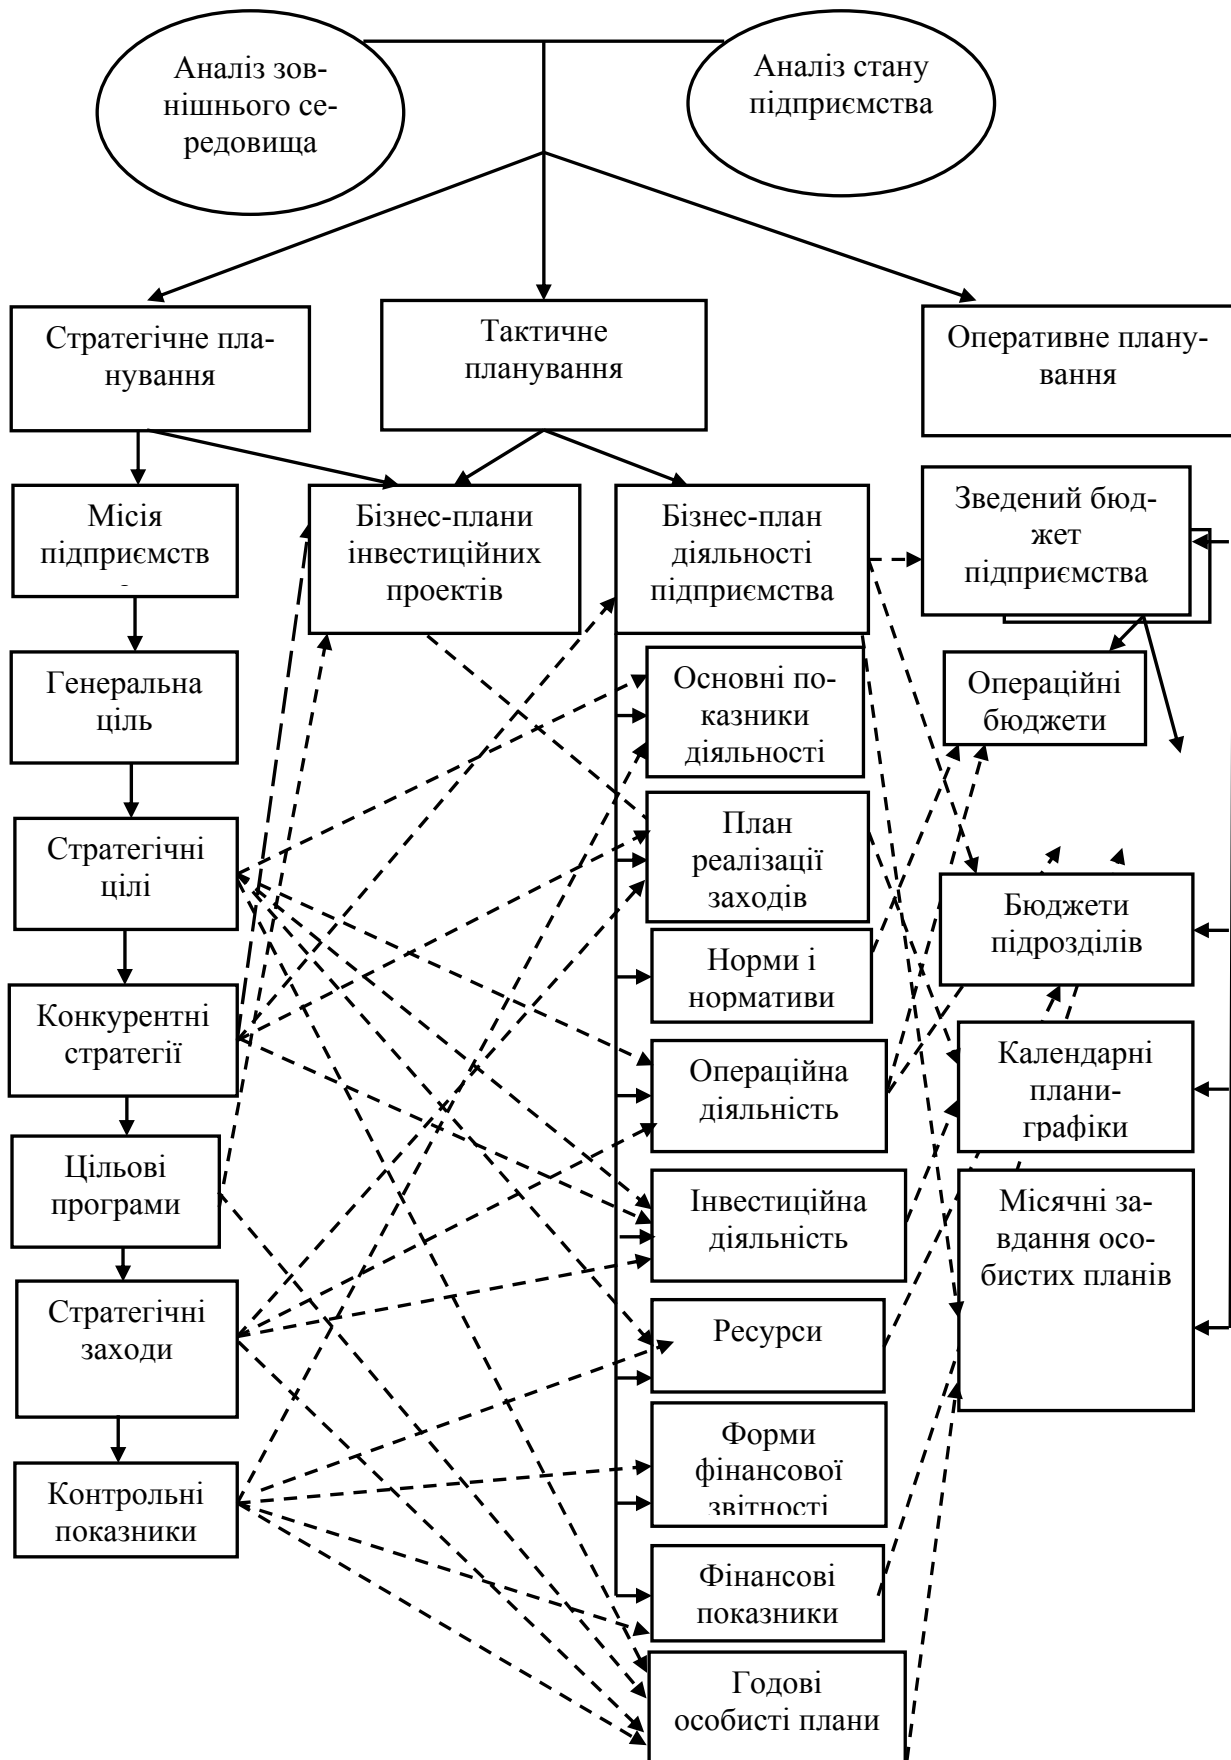 Аналіз зов-
нішнього се-
редовища
Аналіз стану
підприємства
Стратегічне пла-
нування
Тактичне
планування
Оперативне плану-
вання
Місія
підприємств
Бізнес-плани
інвестиційних
проектів
Бізнес-план
діяльності
підприємства
Зведений бюд-
жет
підприємства
Генеральна
ціль
Основні по-
казники
діяльності
Операційні
бюджети
Стратегічні
цілі
План
реалізації
заходів
Бюджети
підрозділів
Норми і
нормативи
Конкурентні
стратегії
Операційна
діяльність
Календарні
плани-
графіки
Цільові
програми
Інвестиційна
діяльність
Місячні за-
вдання осо-
бистих планів
Стратегічні
заходи
Ресурси
Форми
фінансової
звітності
Контрольні
показники
Фінансові
показники
Годові
особисті плани